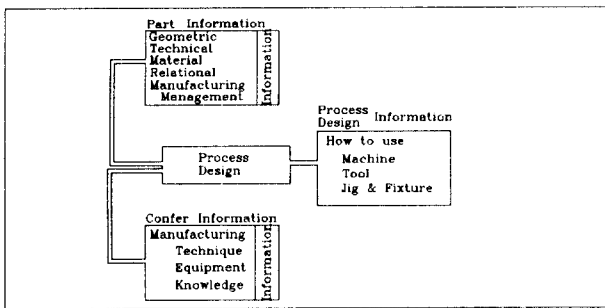 Part Information
Geometric
Technical
Material
Relational
Manufacturing
Management
Information
Process
Design Information
How to use
Machine
Tool
Jig & Fixture
Process
Design
Confer Information
Manufacturing
Technique
Equipment
Knowledge
Information